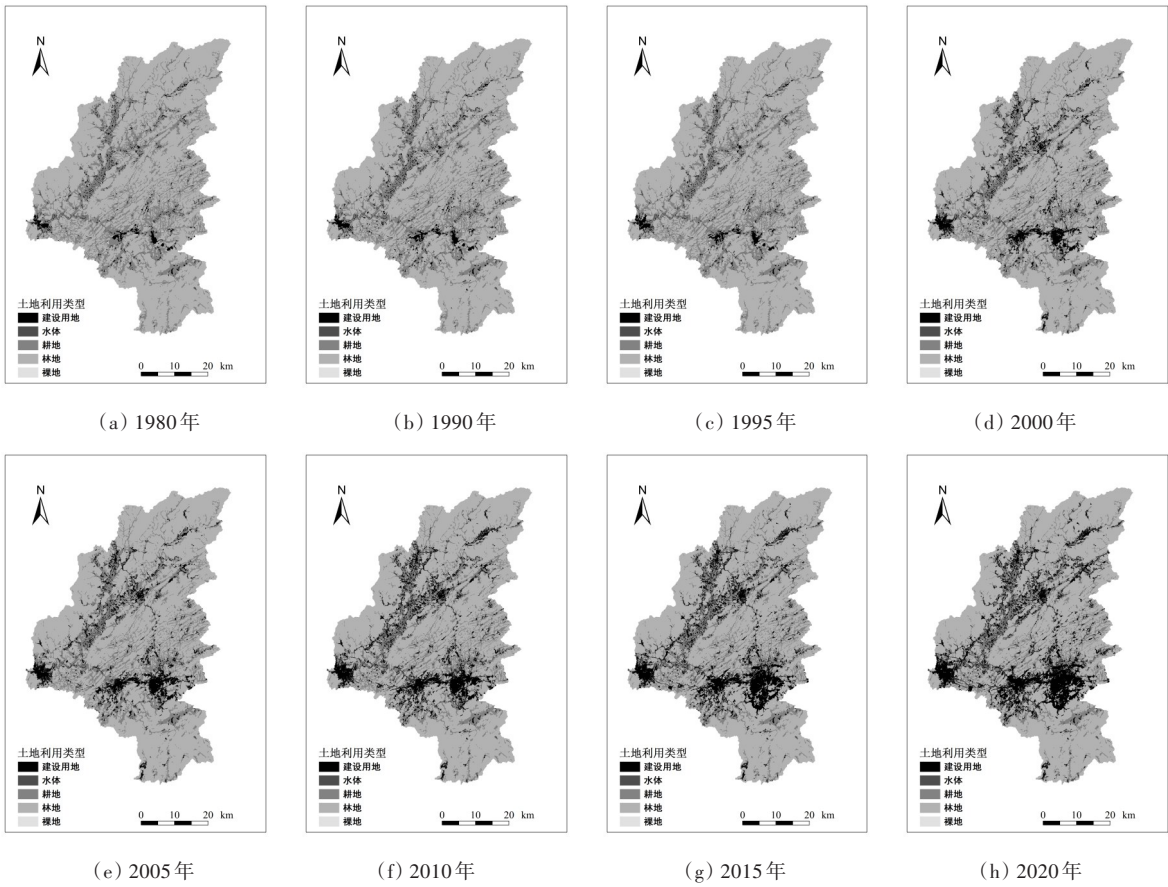 N
土地利用类型
建设用地
水体
耕地
林地
裸地
0 10 20 km
(a) 1980年
N
土地利用类型
建设用地
水体
耕地
林地
裸地
0 10 20 km
(b) 1990年
N
土地利用类型
建设用地
水体
耕地
林地
裸地
0 10 20 km
(c) 1995年
N
土地利用类型
建设用地
水体
耕地
林地
裸地
0 10 20 km
(d) 2000年
N
土地利用类型
建设用地
水体
耕地
林地
裸地
0 10 20 km
(e) 2005年
N
土地利用类型
建设用地
水体
耕地
林地
裸地
0 10 20 km
(f) 2010年
N
土地利用类型
建设用地
水体
耕地
林地
裸地
0 10 20 km
(g) 2015年
N
土地利用类型
建设用地
水体
耕地
林地
裸地
0 10 20 km
(h) 2020年